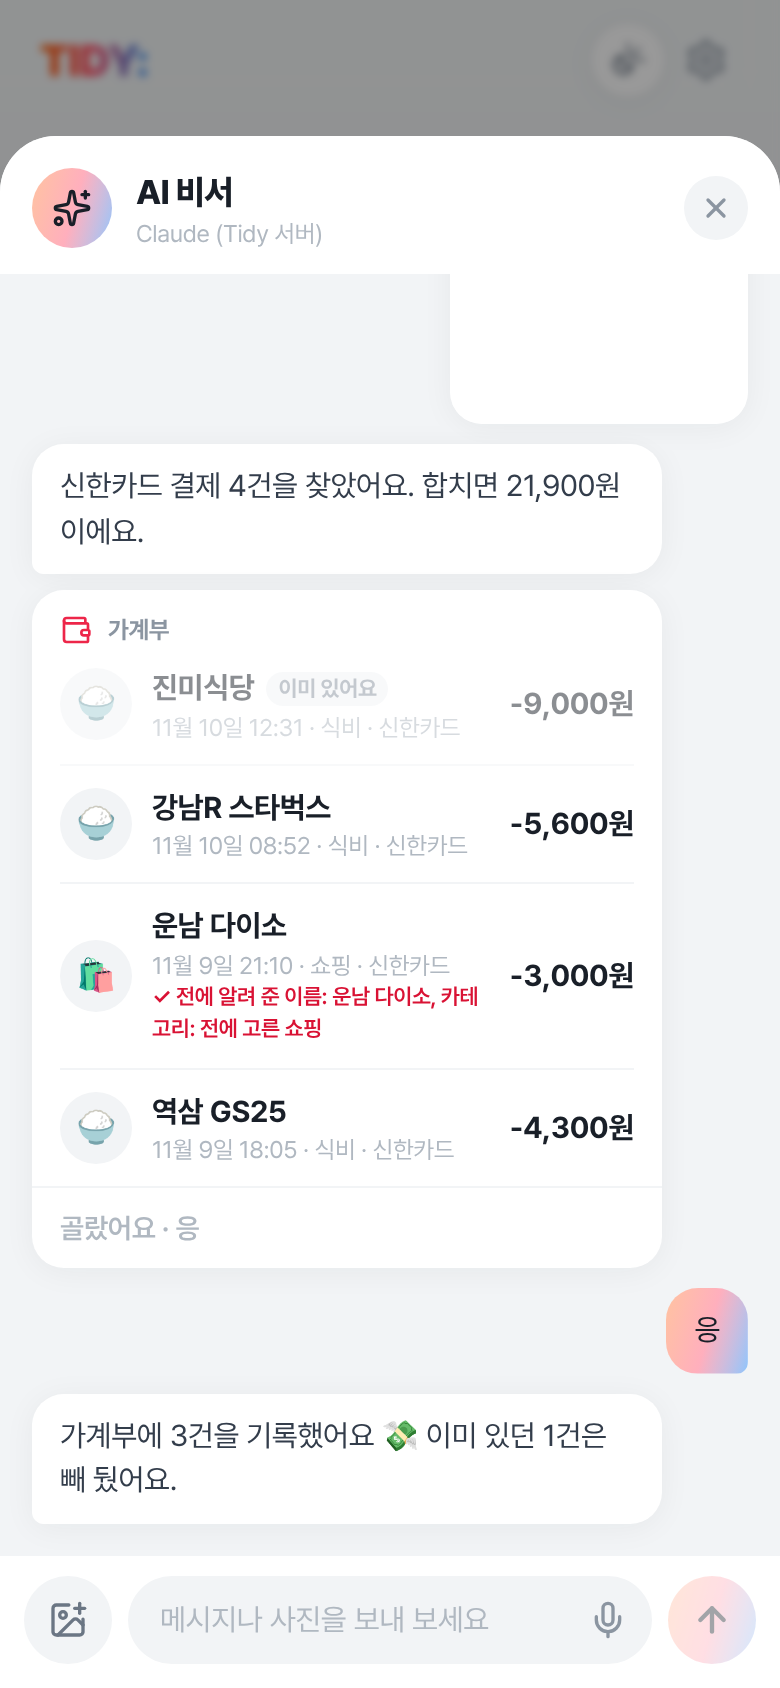 TIDY:
AI 비서
Claude (Tidy 서버)
신한카드 결제 4건을 찾았어요. 합치면 21,900원
이에요.
가계부
진미식당 이미 있어요
-9,000원
11월 10일 12:31 · 식비 · 신한카드
강남R 스타벅스
-5,600원
11월 10일 08:52 · 식비 · 신한카드
운남 다이소
11월 9일 21:10 · 쇼핑 · 신한카드
-3,000원
✓ 전에 알려 준 이름: 운남 다이소, 카테
고리: 전에 고른 쇼핑
역삼 GS25
-4,300원
11월 9일 18:05 · 식비 · 신한카드
골랐어요 · 응
응
가계부에 3건을 기록했어요 💸 이미 있던 1건은
빼 뒀어요.
메시지나 사진을 보내 보세요